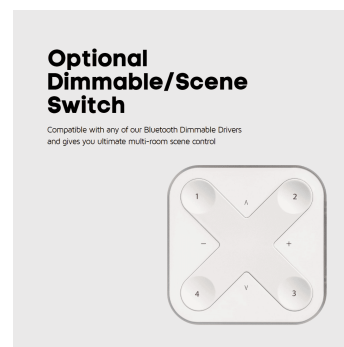 Optional
Dimmable/Scene
Switch
Compatible with any of our Bluetooth Dimmable Drivers
and gives you ultimate multi-room scene control
1 ∧ 2
− +
4 ∨ 3